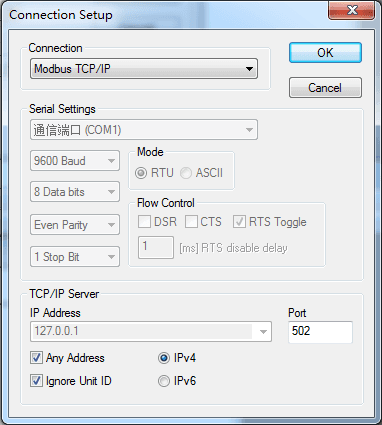 Connection Setup
Connection
OK
Modbus TCP/IP
Cancel
Serial Settings
通信端口 (COM1)
Mode
9600 Baud
RTU
ASCII
8 Data bits
Flow Control
DSR
CTS
RTS Toggle
Even Parity
1
[ms] RTS disable delay
1 Stop Bit
TCP/IP Server
IP Address
Port
127.0.0.1
502
Any Address
IPv4
Ignore Unit ID
IPv6